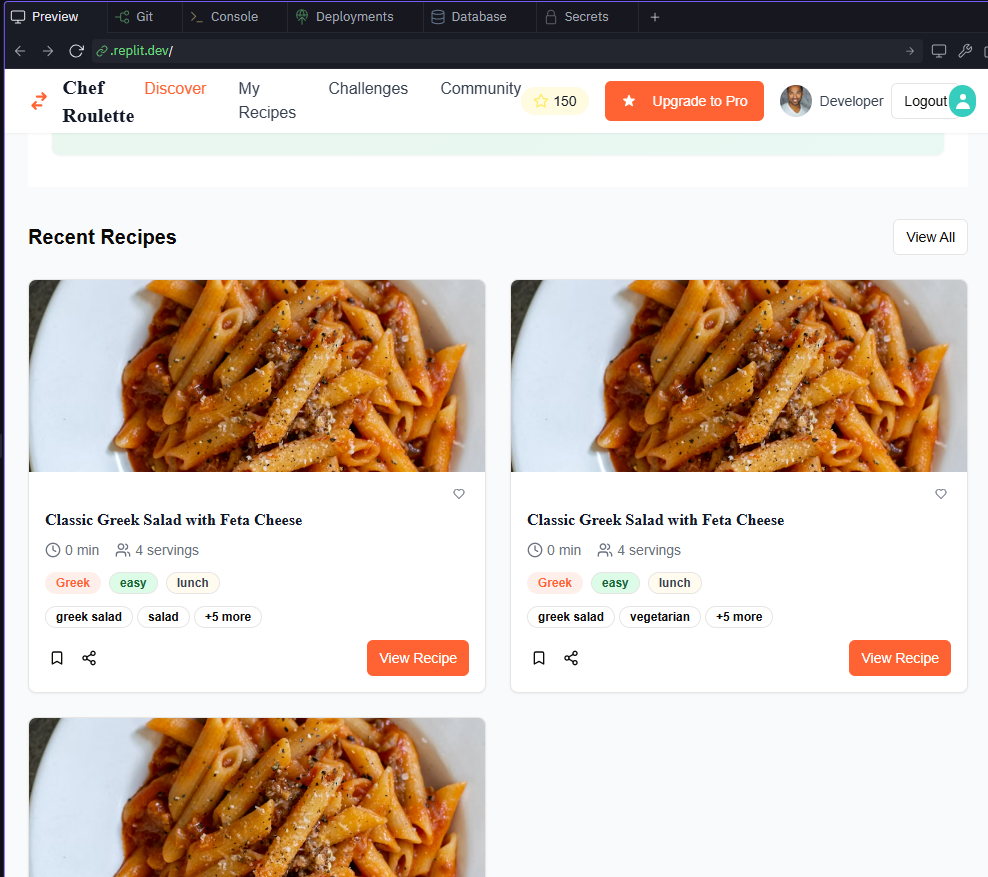 Preview Git Console Deployments Database Secrets
.replit.dev/
Chef Roulette
Discover
My Recipes
Challenges
Community
150
Upgrade to Pro
Developer
Logout
Recent Recipes
View All
Classic Greek Salad with Feta Cheese
0 min 4 servings
Greek easy lunch
greek salad salad +5 more
View Recipe
Classic Greek Salad with Feta Cheese
0 min 4 servings
Greek easy lunch
greek salad vegetarian +5 more
View Recipe